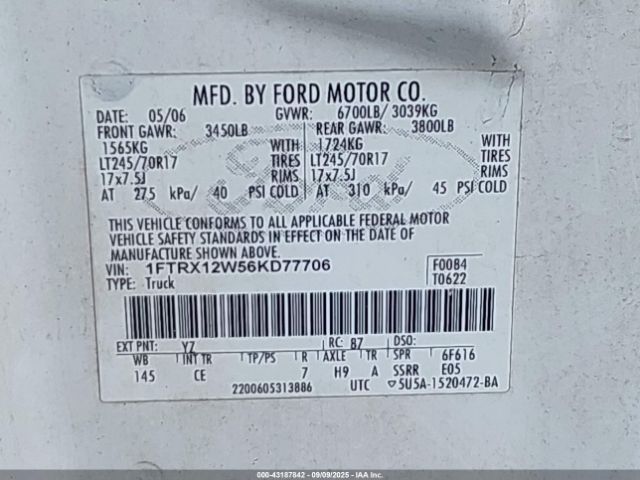 MFD. BY FORD MOTOR CO.
DATE: 05/06 GVWR: 6700LB/ 3039KG
FRONT GAWR: 3450LB REAR GAWR: 3800LB
1565KG WITH 1724KG WITH
LT245/70R17 TIRES LT245/70R17 TIRES
17x7.5J RIMS 17x7.5J RIMS
AT 275 kPa/ 40 PSI COLD AT 310 kPa/ 45 PSI COLD
THIS VEHICLE CONFORMS TO ALL APPLICABLE FEDERAL MOTOR
VEHICLE SAFETY STANDARDS IN EFFECT ON THE DATE OF
MANUFACTURE SHOWN ABOVE.
VIN: 1FTRX12W56KD77706 F0084
TYPE: Truck T0622
EXT PNT: YZ RC: B7 DSO:
WB INT TR TP/PS R AXLE TR SPR 6F616
145 CE 7 H9 A SSRR E05
2200605313886 UTC ▽5U5A-1520472-BA
000-43187842 - 09/09/2025 - IAA Inc.